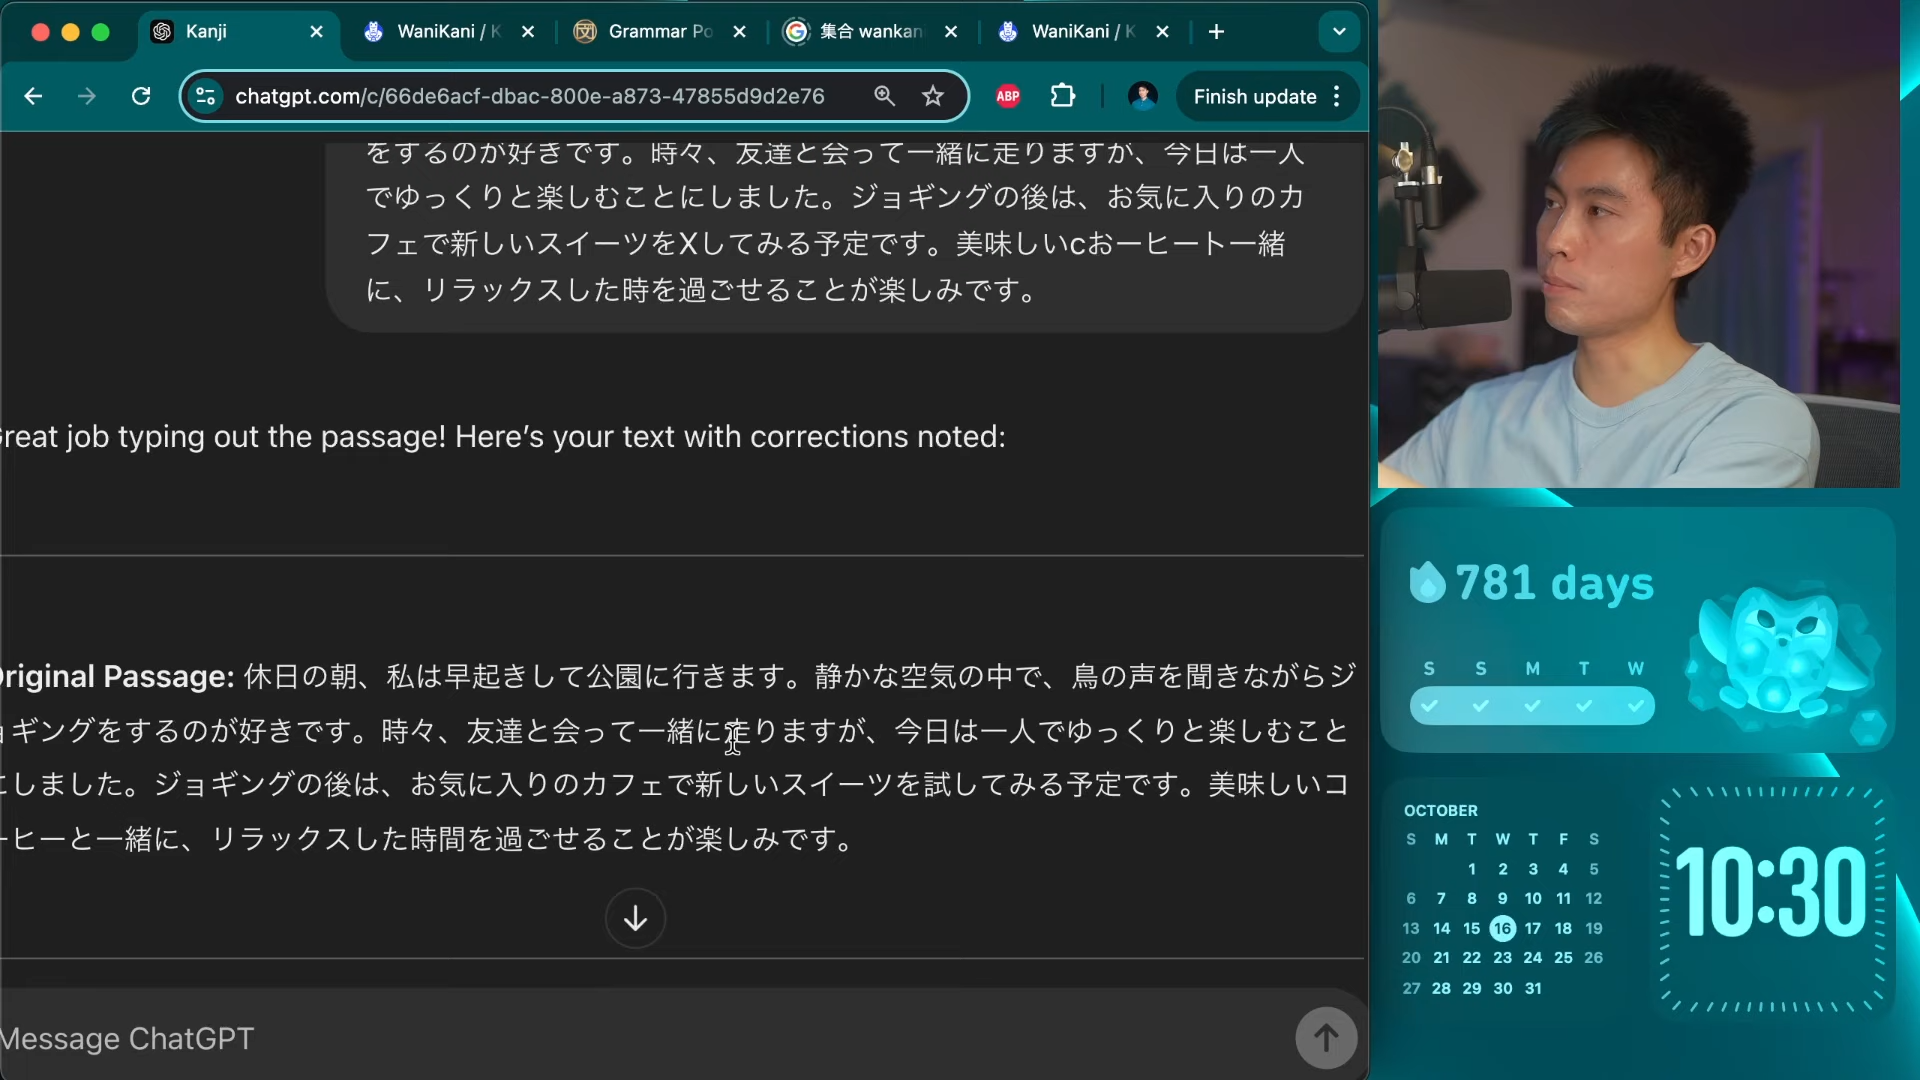 Kanji
WaniKani / K
Grammar Po
集合 wankan
WaniKani / K
chatgpt.com/c/66de6acf-dbac-800e-a873-47855d9d2e76
ABP
Finish update
をするのが好きです。時々、友達と会って一緒に走りますが、今日は一人
でゆっくりと楽しむことにしました。ジョギングの後は、お気に入りのカ
フェで新しいスイーツをXしてみる予定です。美味しいcおーヒート一緒
に、リラックスした時を過ごせることが楽しみです。
reat job typing out the passage! Here’s your text with corrections noted:
Original Passage: 休日の朝、私は早起きして公園に行きます。静かな空気の中で、鳥の声を聞きながらジ
ョギングをするのが好きです。時々、友達と会って一緒に走りますが、今日は一人でゆっくりと楽しむこと
にしました。ジョギングの後は、お気に入りのカフェで新しいスイーツを試してみる予定です。美味しいコ
ーヒーと一緒に、リラックスした時間を過ごせることが楽しみです。
Message ChatGPT
781 days
S S M T W
OCTOBER
S M T W T F S
1 2 3 4 5
6 7 8 9 10 11 12
13 14 15 16 17 18 19
20 21 22 23 24 25 26
27 28 29 30 31
10:30